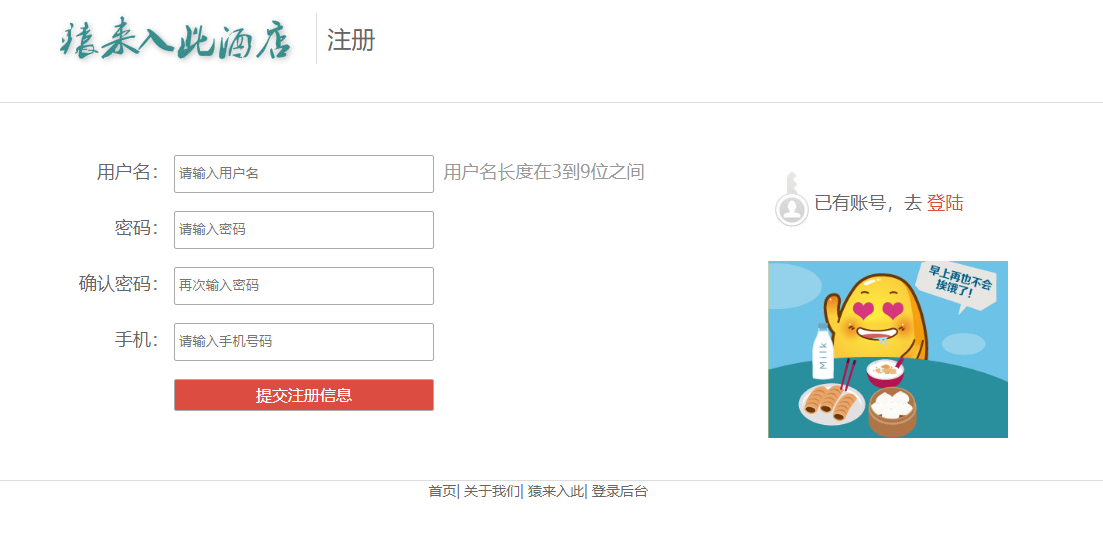 猿来入此酒店 注册
用户名： 请输入用户名 用户名长度在3到9位之间
密码： 请输入密码
确认密码： 再次输入密码
手机： 请输入手机号码
提交注册信息
已有账号，去 登陆
早上再也不会
挨饿了！
Milk
首页| 关于我们| 猿来入此| 登录后台